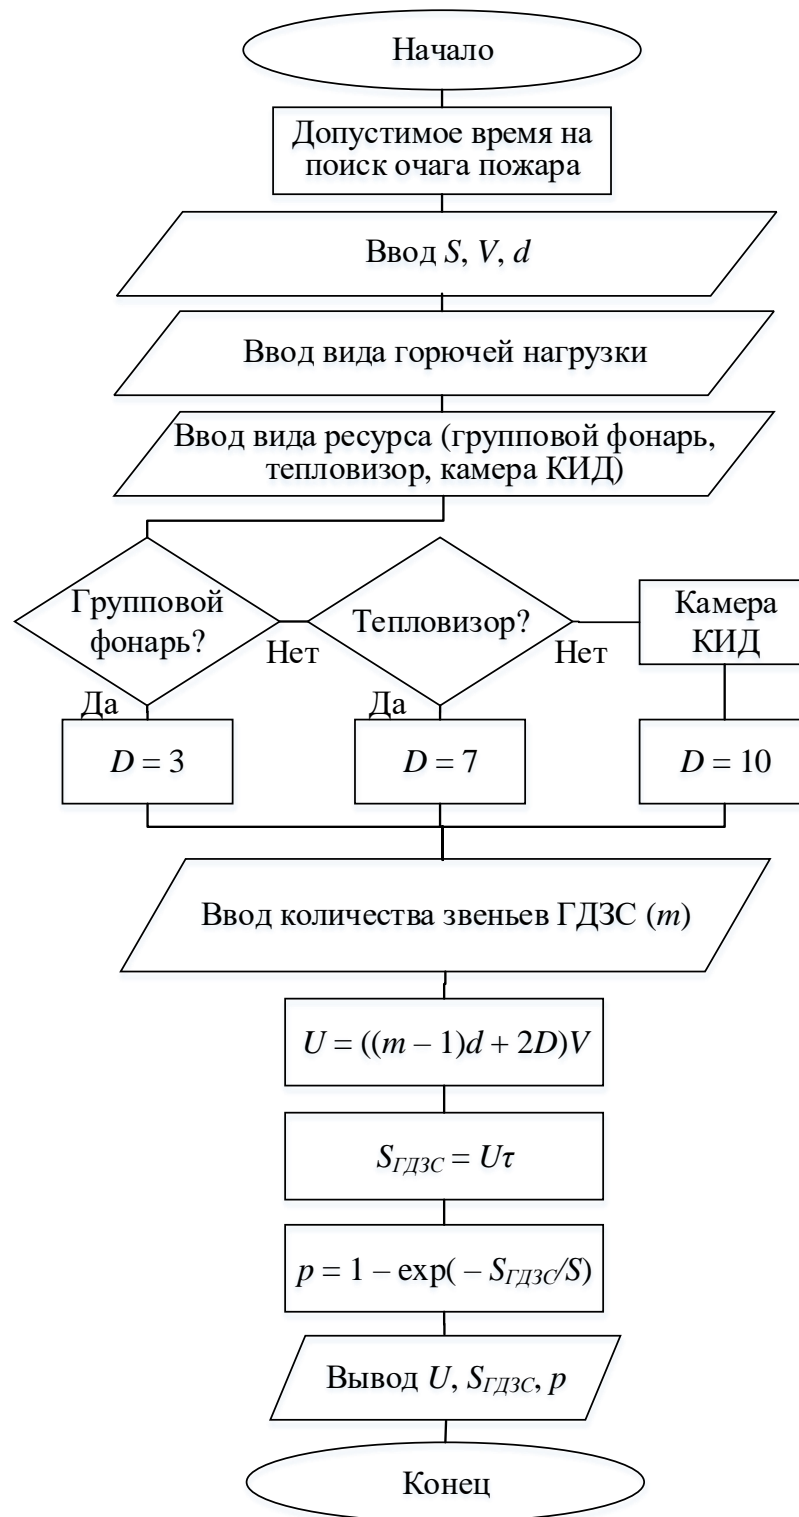 Начало
Допустимое время на
поиск очага пожара
Ввод S, V, d
Ввод вида горючей нагрузки
Ввод вида ресурса (групповой фонарь,
тепловизор, камера КИД)
Групповой
фонарь?
Нет
Да
Тепловизор?
Нет
Да
Камера
КИД
D = 3
D = 7
D = 10
Ввод количества звеньев ГДЗС (m)
U = ((m – 1)d + 2D)V
SГДЗС = Uτ
p = 1 – exp( – SГДЗС/S)
Вывод U, SГДЗС, p
Конец